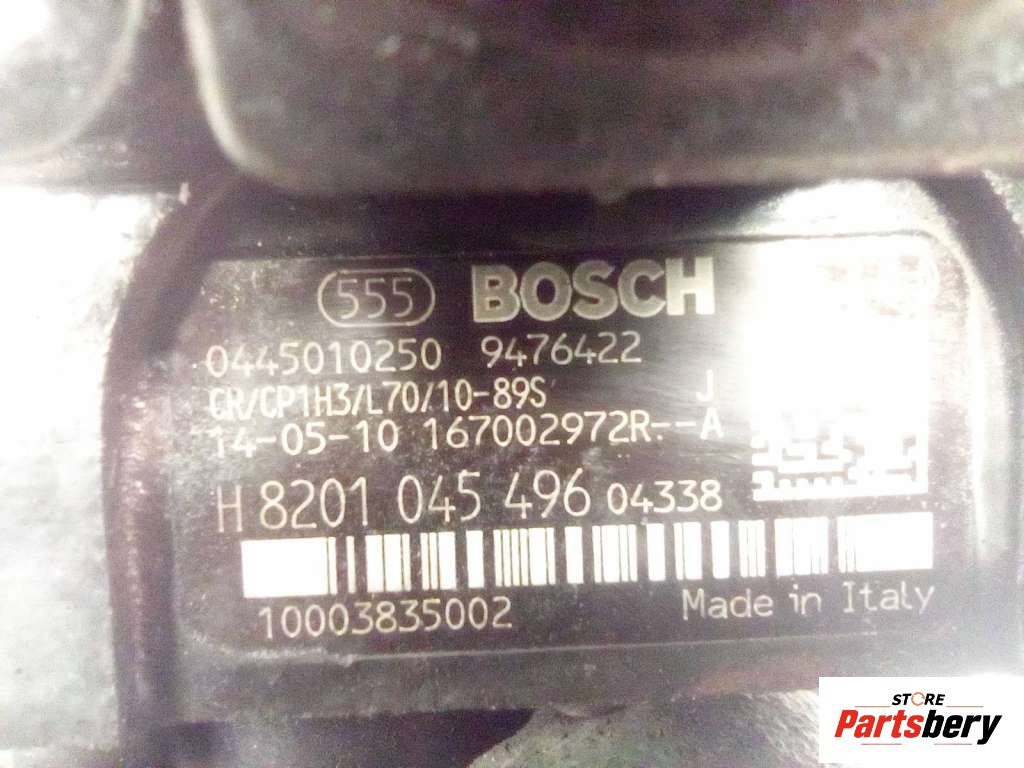 555 BOSCH
0445010250 9476422
CR/CP1H3/L70/10-89S J
14-05-10 167002972R--A
H 8201 045 496 04338
10003835002 Made in Italy
STORE
Partsbery